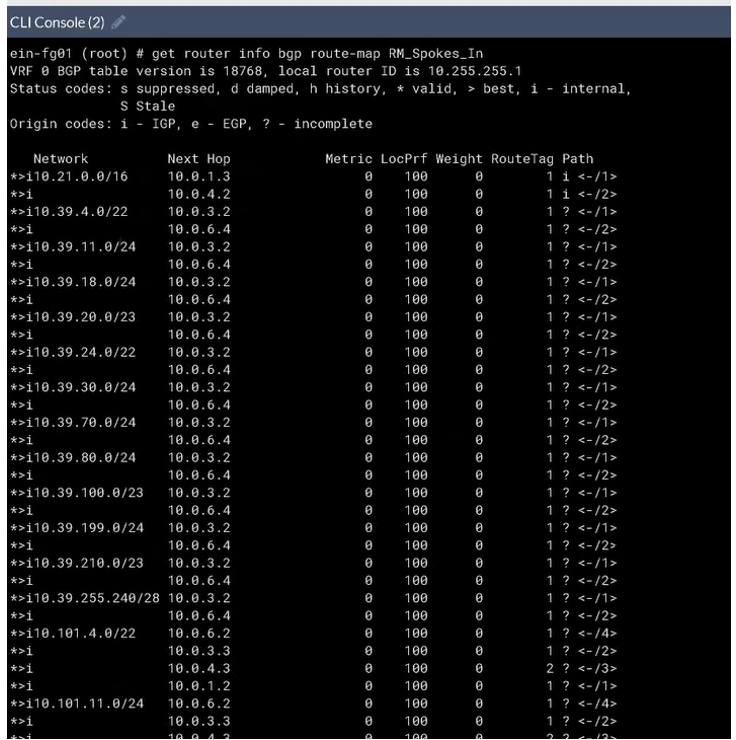 CLI Console (2)
ein-fg01 (root) # get router info bgp route-map RM_Spokes_In
VRF 0 BGP table version is 18768, local router ID is 10.255.255.1
Status codes: s suppressed, d damped, h history, * valid, > best, i - internal,
              S Stale
Origin codes: i - IGP, e - EGP, ? - incomplete
   Network          Next Hop            Metric LocPrf Weight RouteTag Path
*>i10.21.0.0/16     10.0.1.3                 0    100      0        1 i <-/1>
*>i                 10.0.4.2                 0    100      0        1 i <-/2>
*>i10.39.4.0/22     10.0.3.2                 0    100      0        1 ? <-/1>
*>i                 10.0.6.4                 0    100      0        1 ? <-/2>
*>i10.39.11.0/24    10.0.3.2                 0    100      0        1 ? <-/1>
*>i                 10.0.6.4                 0    100      0        1 ? <-/2>
*>i10.39.18.0/24    10.0.3.2                 0    100      0        1 ? <-/1>
*>i                 10.0.6.4                 0    100      0        1 ? <-/2>
*>i10.39.20.0/23    10.0.3.2                 0    100      0        1 ? <-/1>
*>i                 10.0.6.4                 0    100      0        1 ? <-/2>
*>i10.39.24.0/22    10.0.3.2                 0    100      0        1 ? <-/1>
*>i                 10.0.6.4                 0    100      0        1 ? <-/2>
*>i10.39.30.0/24    10.0.3.2                 0    100      0        1 ? <-/1>
*>i                 10.0.6.4                 0    100      0        1 ? <-/2>
*>i10.39.70.0/24    10.0.3.2                 0    100      0        1 ? <-/1>
*>i                 10.0.6.4                 0    100      0        1 ? <-/2>
*>i10.39.80.0/24    10.0.3.2                 0    100      0        1 ? <-/1>
*>i                 10.0.6.4                 0    100      0        1 ? <-/2>
*>i10.39.100.0/23   10.0.3.2                 0    100      0        1 ? <-/1>
*>i                 10.0.6.4                 0    100      0        1 ? <-/2>
*>i10.39.199.0/24   10.0.3.2                 0    100      0        1 ? <-/1>
*>i                 10.0.6.4                 0    100      0        1 ? <-/2>
*>i10.39.210.0/23   10.0.3.2                 0    100      0        1 ? <-/1>
*>i                 10.0.6.4                 0    100      0        1 ? <-/2>
*>i10.39.255.240/28 10.0.3.2                 0    100      0        1 ? <-/1>
*>i                 10.0.6.4                 0    100      0        1 ? <-/2>
*>i10.101.4.0/22    10.0.6.2                 0    100      0        1 ? <-/4>
*>i                 10.0.3.3                 0    100      0        1 ? <-/2>
*>i                 10.0.4.3                 0    100      0        2 ? <-/3>
*>i                 10.0.1.2                 0    100      0        1 ? <-/1>
*>i10.101.11.0/24   10.0.6.2                 0    100      0        1 ? <-/4>
*>i                 10.0.3.3                 0    100      0        1 ? <-/2>
*>i                 10.0.4.3                 0    100      0        2 ? <-/3>